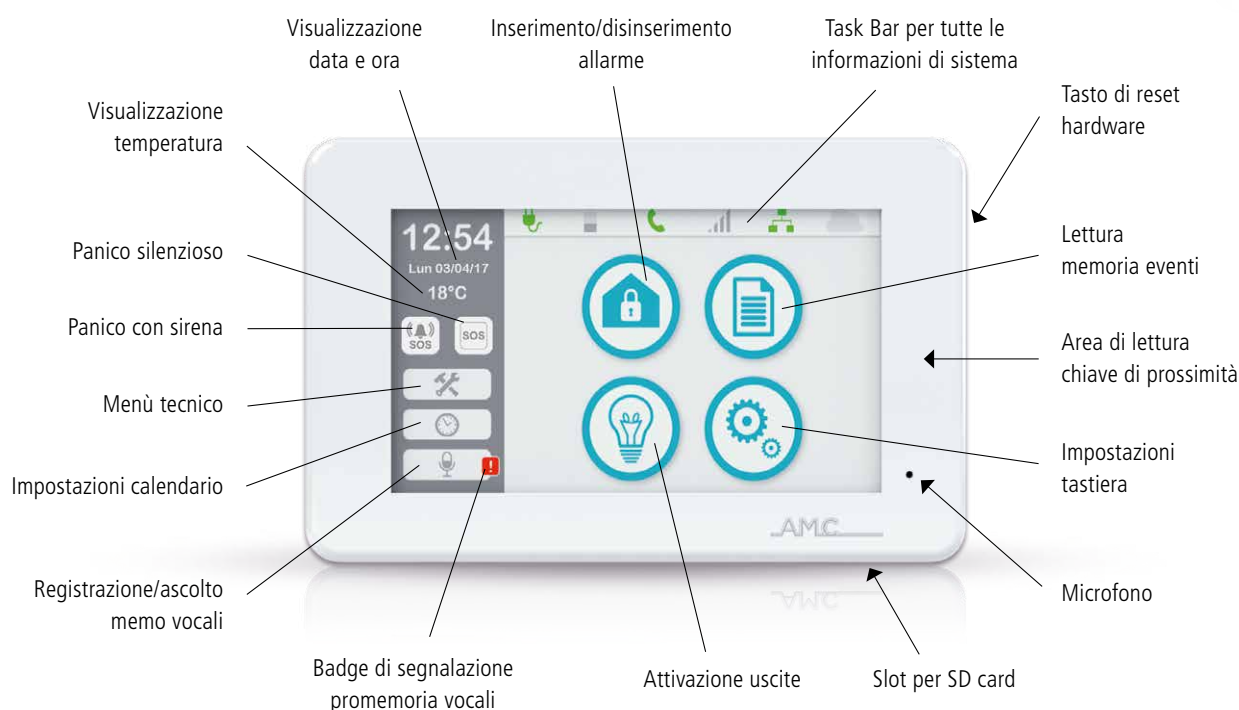 Visualizzazione
data e ora
Inserimento/disinserimento
allarme
Task Bar per tutte le
informazioni di sistema
Visualizzazione
temperatura
Tasto di reset
hardware
Panico silenzioso
Lettura
memoria eventi
Panico con sirena
Area di lettura
chiave di prossimità
Menù tecnico
Impostazioni calendario
Impostazioni
tastiera
Registrazione/ascolto
memo vocali
Microfono
Badge di segnalazione
promemoria vocali
Attivazione uscite
Slot per SD card
12:54
Lun 03/04/17
18°C
SOS
SOS
!
AMC